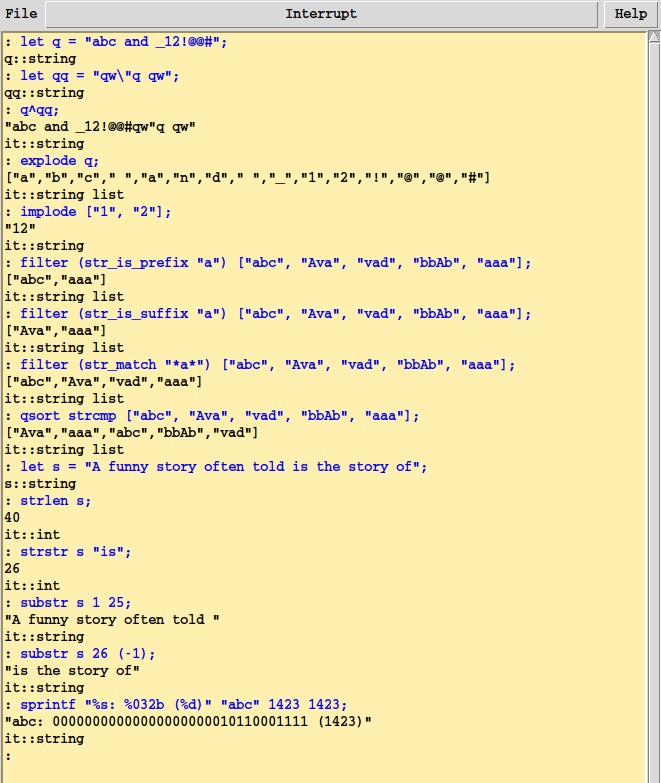 File Interrupt Help
: let q = "abc and _12!@@#";
q::string
: let qq = "qw\"q qw";
qq::string
: q^qq;
"abc and _12!@@#qw"q qw"
it::string
: explode q;
["a","b","c"," ","a","n","d"," ","_","1","2","!","@","@","#"]
it::string list
: implode ["1", "2"];
"12"
it::string
: filter (str_is_prefix "a") ["abc", "Ava", "vad", "bbAb", "aaa"];
["abc","aaa"]
it::string list
: filter (str_is_suffix "a") ["abc", "Ava", "vad", "bbAb", "aaa"];
["Ava","aaa"]
it::string list
: filter (str_match "*a*") ["abc", "Ava", "vad", "bbAb", "aaa"];
["abc","Ava","vad","aaa"]
it::string list
: qsort strcmp ["abc", "Ava", "vad", "bbAb", "aaa"];
["Ava","aaa","abc","bbAb","vad"]
it::string list
: let s = "A funny story often told is the story of";
s::string
: strlen s;
40
it::int
: strstr s "is";
26
it::int
: substr s 1 25;
"A funny story often told "
it::string
: substr s 26 (-1);
"is the story of"
it::string
: sprintf "%s: %032b (%d)" "abc" 1423 1423;
"abc: 00000000000000000000010110001111 (1423)"
it::string
: